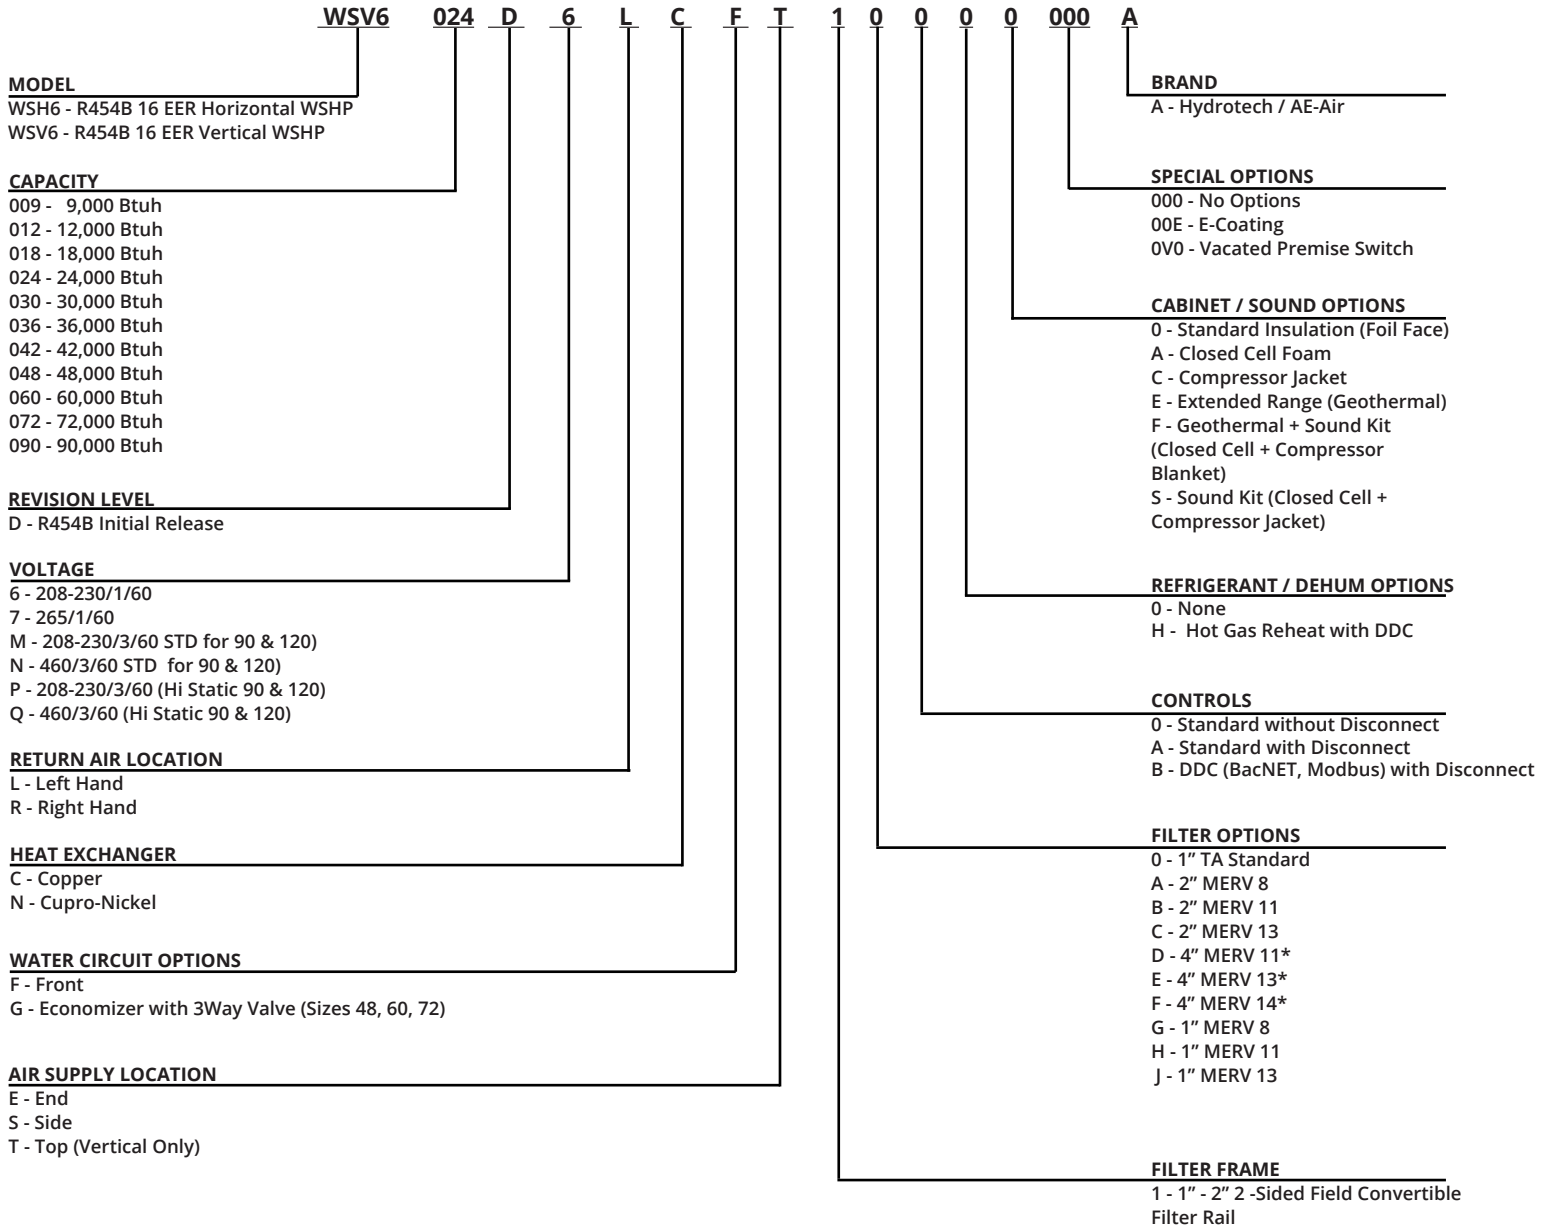 WSV6 024 D 6 L C F T 1 0 0 0 0 000 A
MODEL
WSH6 - R454B 16 EER Horizontal WSHP
WSV6 - R454B 16 EER Vertical WSHP
CAPACITY
009 - 9,000 Btuh
012 - 12,000 Btuh
018 - 18,000 Btuh
024 - 24,000 Btuh
030 - 30,000 Btuh
036 - 36,000 Btuh
042 - 42,000 Btuh
048 - 48,000 Btuh
060 - 60,000 Btuh
072 - 72,000 Btuh
090 - 90,000 Btuh
REVISION LEVEL
D - R454B Initial Release
VOLTAGE
6 - 208-230/1/60
7 - 265/1/60
M - 208-230/3/60 STD for 90 & 120)
N - 460/3/60 STD for 90 & 120)
P - 208-230/3/60 (Hi Static 90 & 120)
Q - 460/3/60 (Hi Static 90 & 120)
RETURN AIR LOCATION
L - Left Hand
R - Right Hand
HEAT EXCHANGER
C - Copper
N - Cupro-Nickel
WATER CIRCUIT OPTIONS
F - Front
G - Economizer with 3Way Valve (Sizes 48, 60, 72)
AIR SUPPLY LOCATION
E - End
S - Side
T - Top (Vertical Only)
BRAND
A - Hydrotech / AE-Air
SPECIAL OPTIONS
000 - No Options
00E - E-Coating
0V0 - Vacated Premise Switch
CABINET / SOUND OPTIONS
0 - Standard Insulation (Foil Face)
A - Closed Cell Foam
C - Compressor Jacket
E - Extended Range (Geothermal)
F - Geothermal + Sound Kit
(Closed Cell + Compressor
Blanket)
S - Sound Kit (Closed Cell +
Compressor Jacket)
REFRIGERANT / DEHUM OPTIONS
0 - None
H - Hot Gas Reheat with DDC
CONTROLS
0 - Standard without Disconnect
A - Standard with Disconnect
B - DDC (BacNET, Modbus) with Disconnect
FILTER OPTIONS
0 - 1” TA Standard
A - 2” MERV 8
B - 2” MERV 11
C - 2” MERV 13
D - 4” MERV 11*
E - 4” MERV 13*
F - 4” MERV 14*
G - 1” MERV 8
H - 1” MERV 11
J - 1” MERV 13
FILTER FRAME
1 - 1” - 2” 2 -Sided Field Convertible
Filter Rail